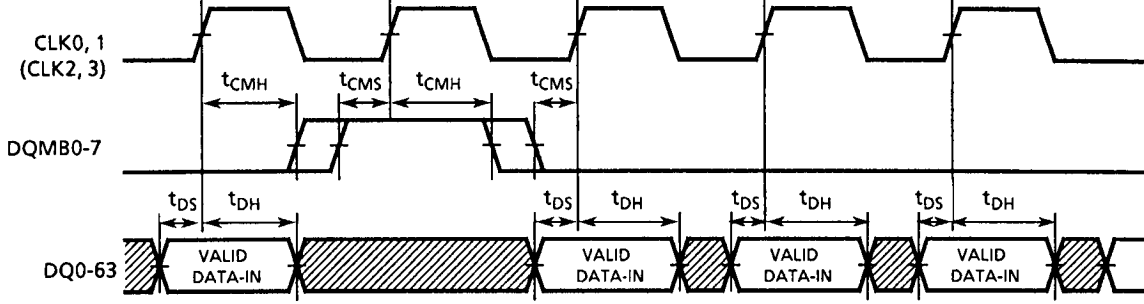 CLK0, 1
(CLK2, 3)
tCMH
tCMS
tCMH
tCMS
DQMB0-7
tDS
tDH
tDS
tDH
tDS
tDH
tDS
tDH
DQ0-63
VALID
DATA-IN
VALID
DATA-IN
VALID
DATA-IN
VALID
DATA-IN